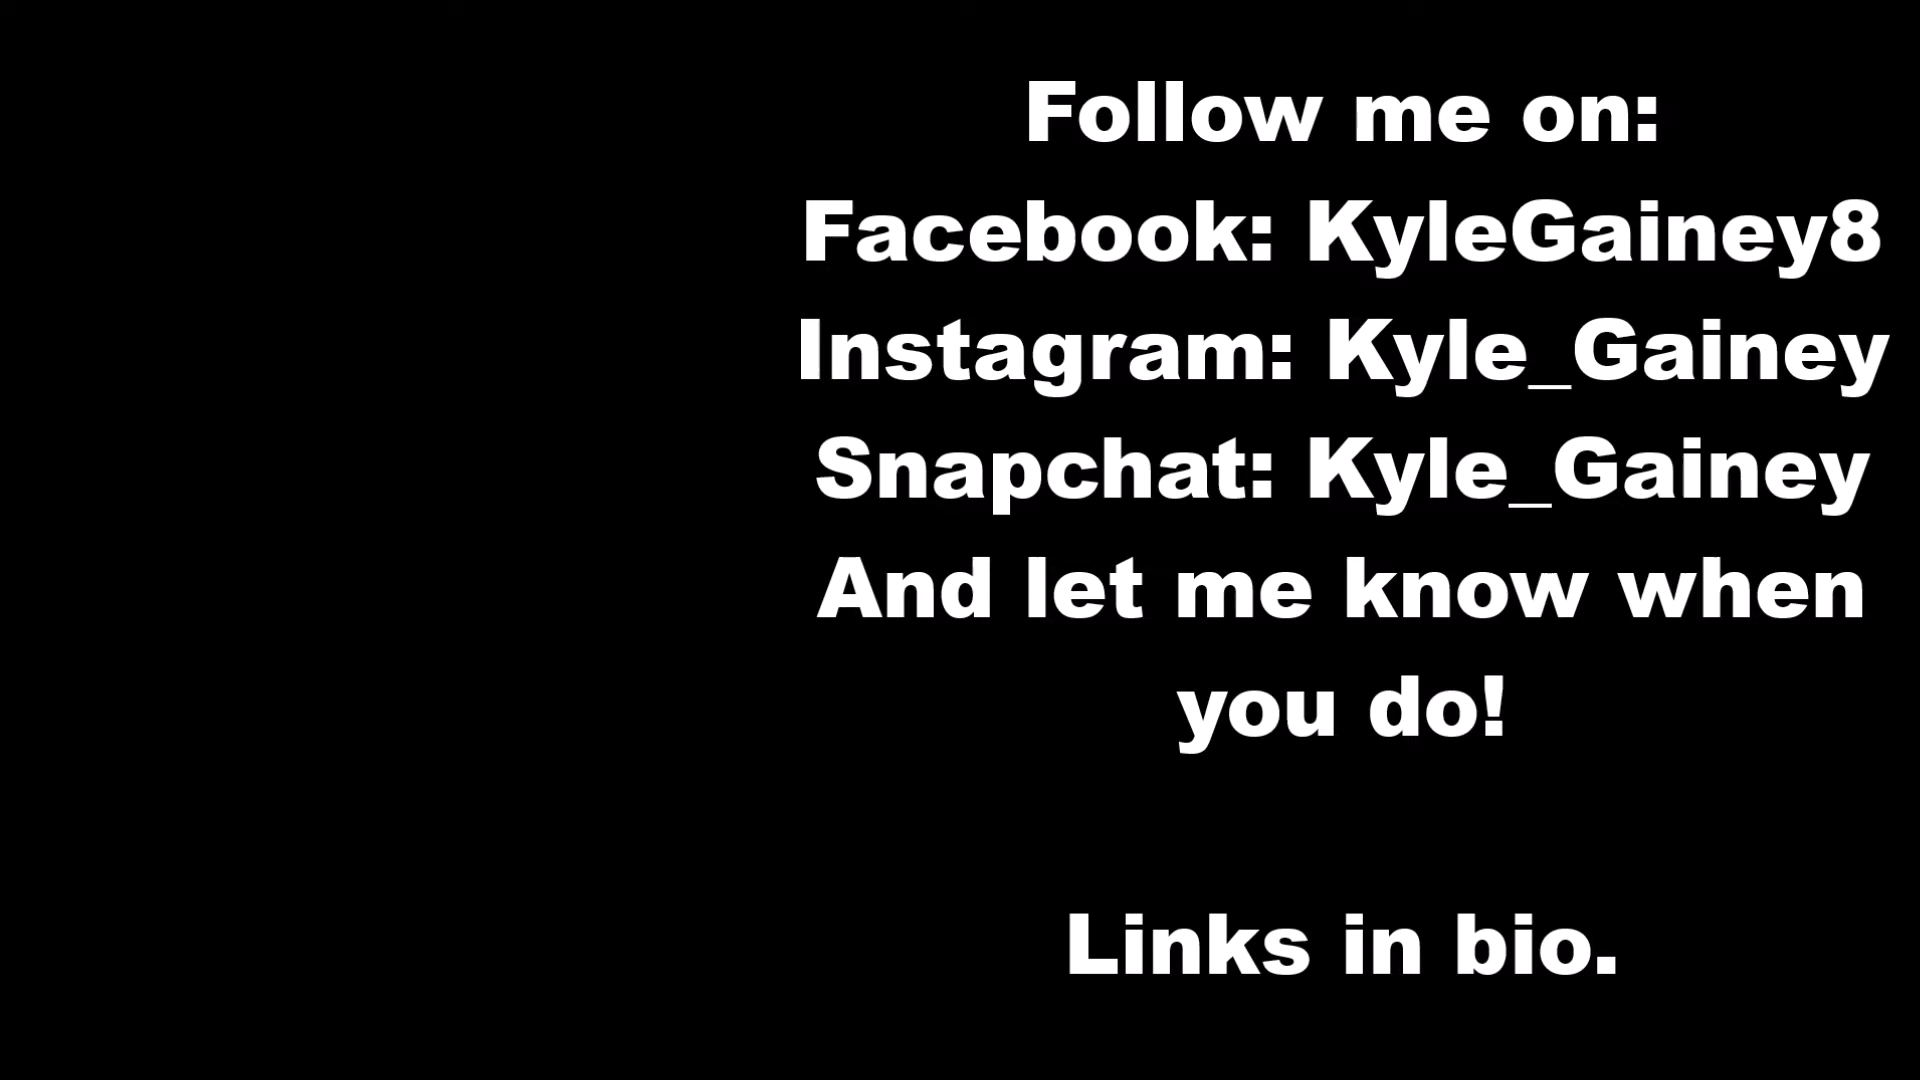 Follow me on:
Facebook: KyleGainey8
Instagram: Kyle_Gainey
Snapchat: Kyle_Gainey
And let me know when
you do!
Links in bio.